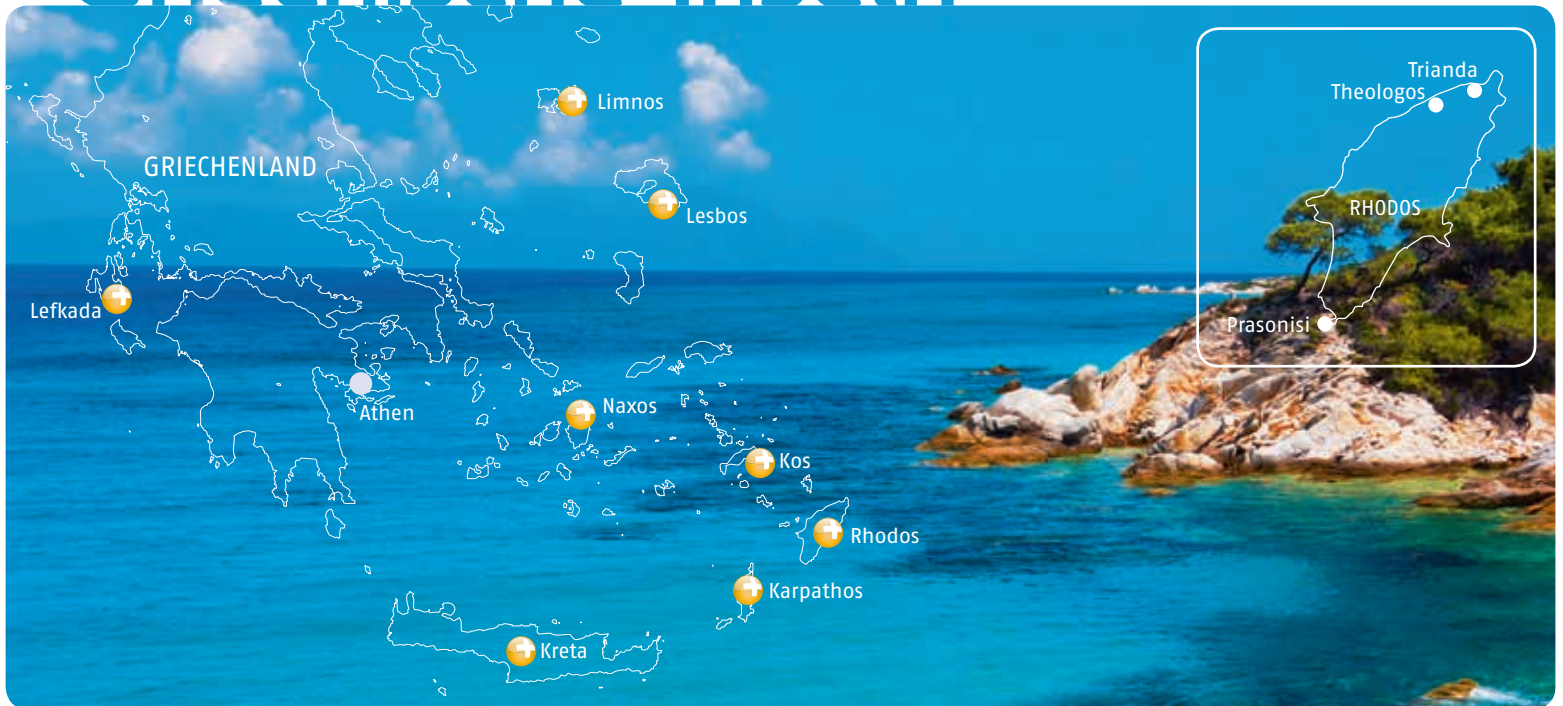 Limnos
Trianda
Theologos
GRIECHENLAND
Lesbos
RHODOS
Lefkada
Prasonisi
Athen
Naxos
Kos
Rhodos
Karpathos
Kreta